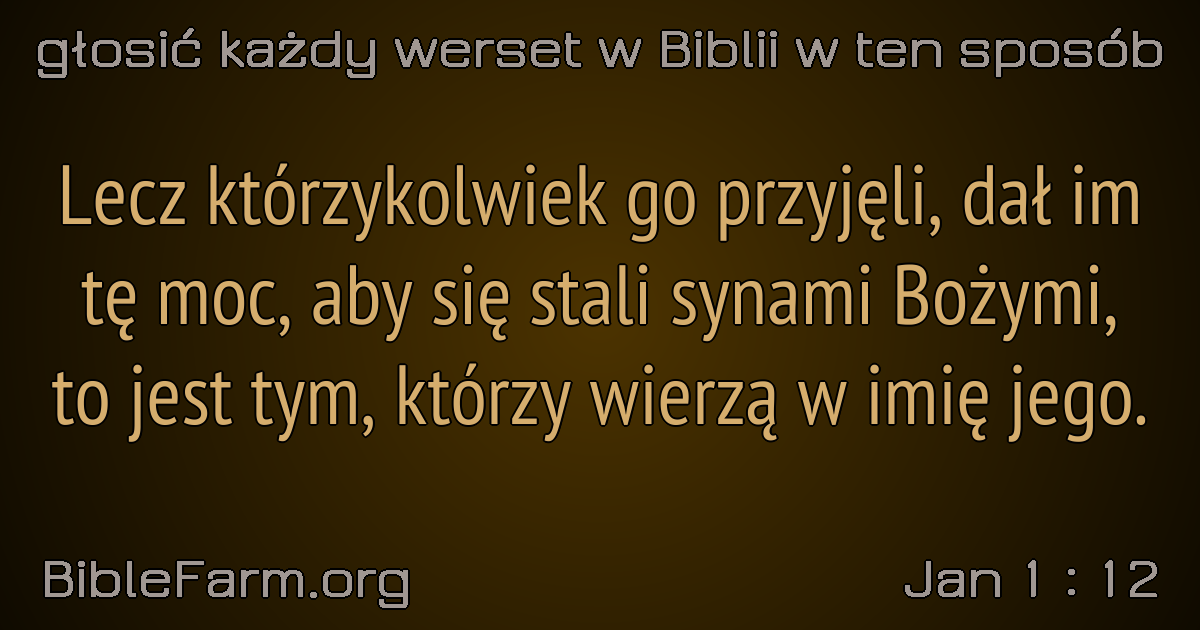 głosić każdy werset w Biblii w ten sposób
Lecz którzykolwiek go przyjęli, dał im
tę moc, aby się stali synami Bożymi,
to jest tym, którzy wierzą w imię jego.
BibleFarm.org
Jan 1 : 12